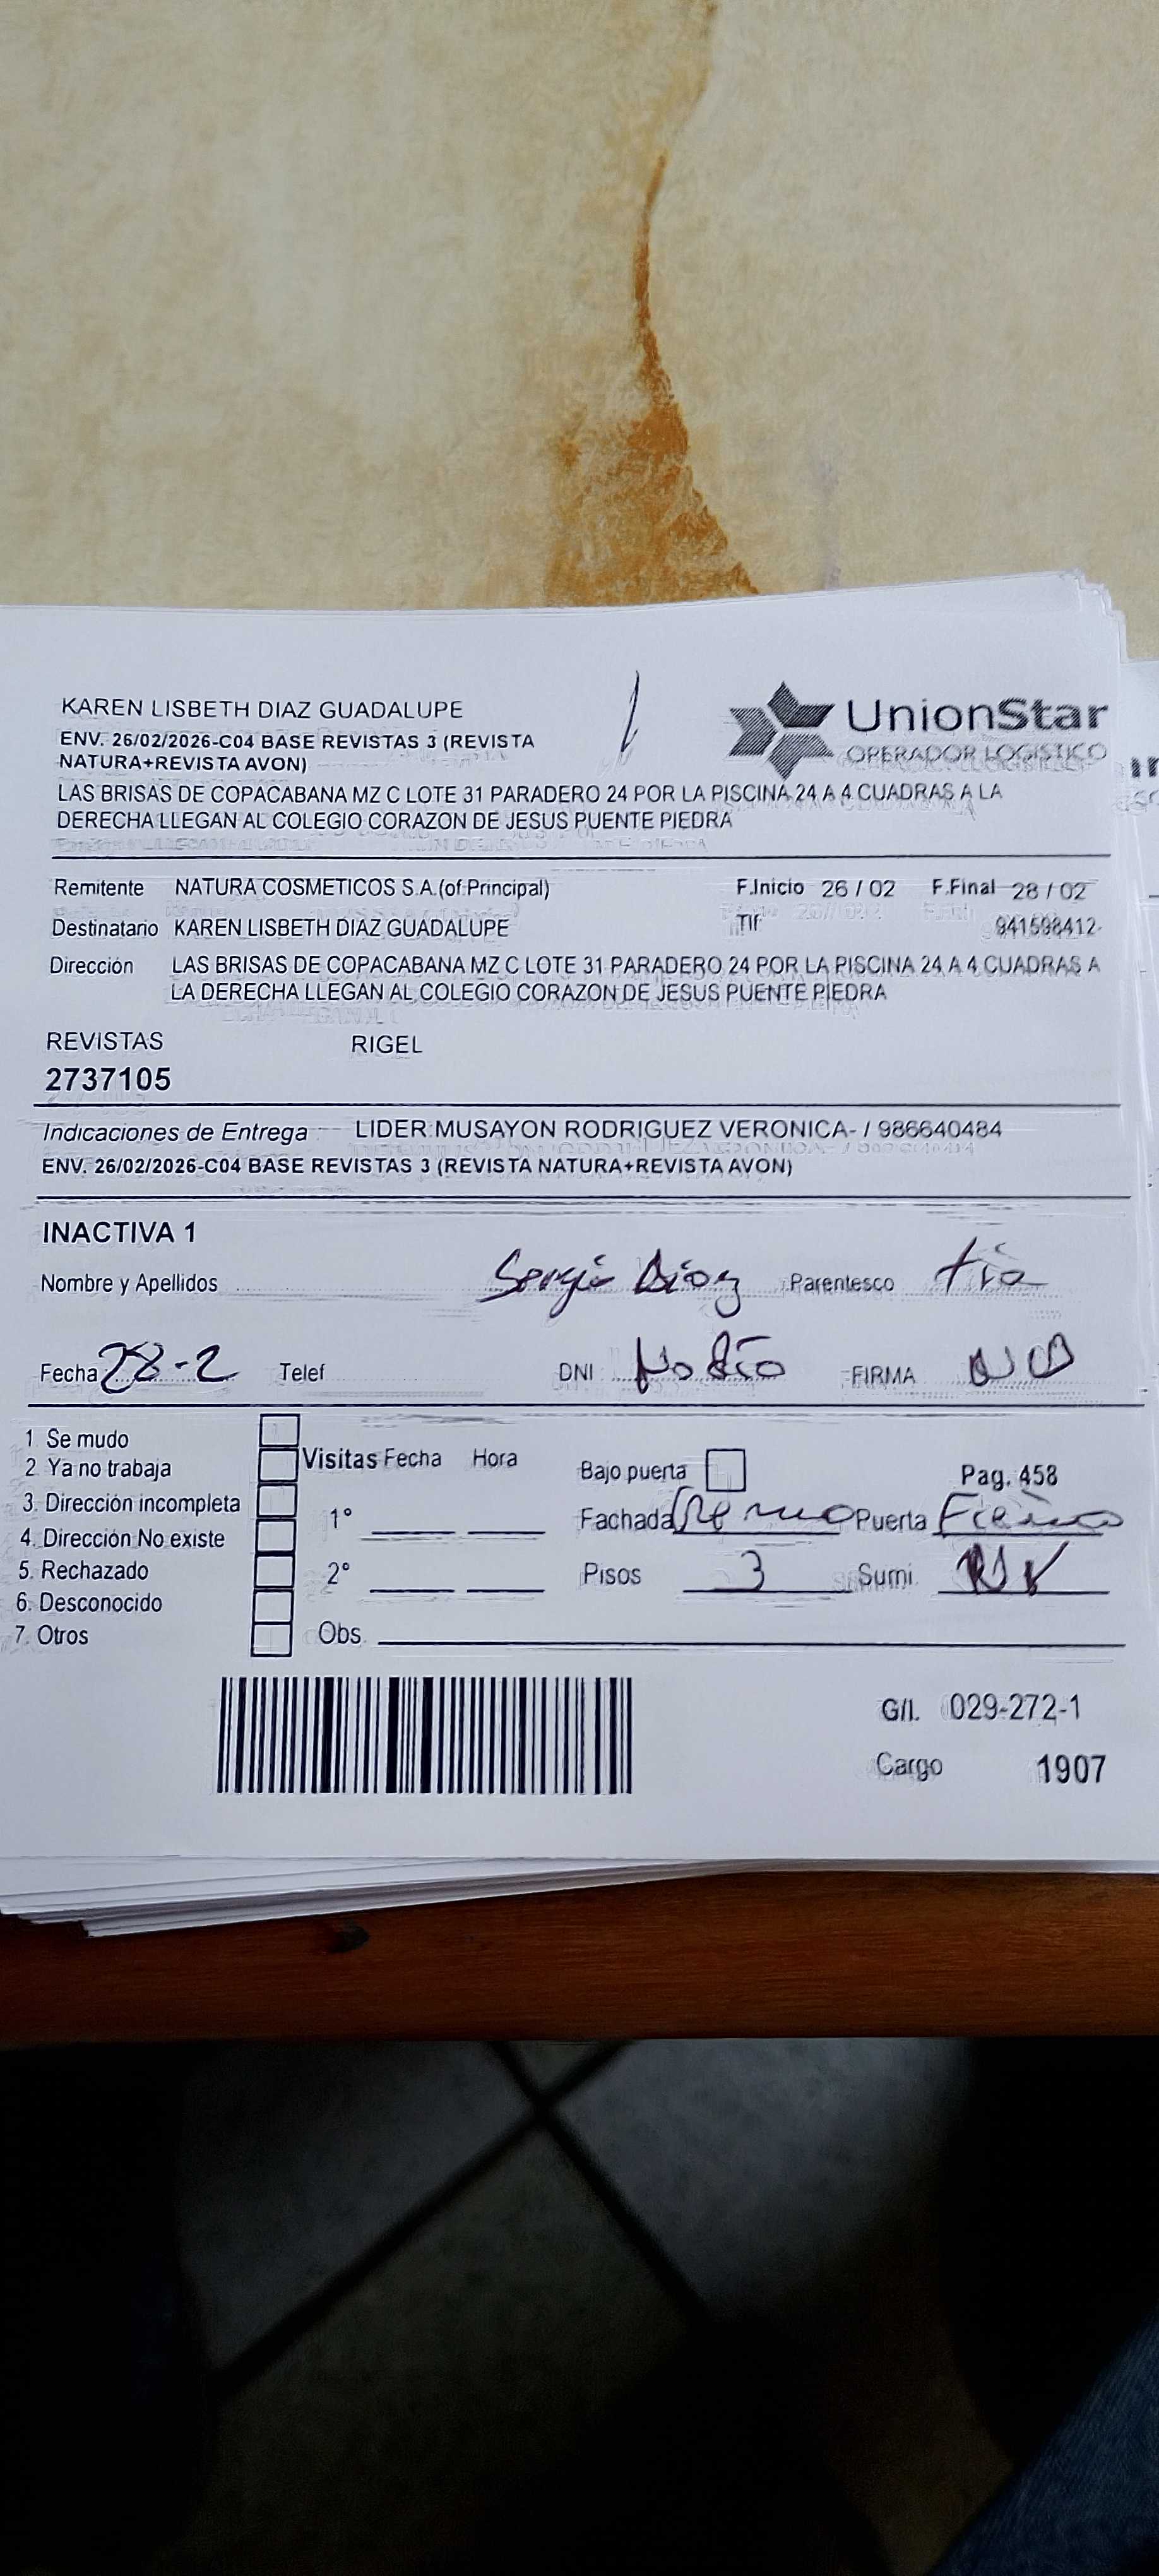 KAREN LISBETH DIAZ GUADALUPE
ENV. 26/02/2026-C04 BASE REVISTAS 3 (REVISTA
NATURA+REVISTA AVON)
UnionStar
OPERADOR LOGISTICO
LAS BRISAS DE COPACABANA MZ C LOTE 31 PARADERO 24 POR LA PISCINA 24 A 4 CUADRAS A LA
DERECHA LLEGAN AL COLEGIO CORAZON DE JESUS PUENTE PIEDRA
Remitente NATURA COSMETICOS S.A.(of.Principal) F.Inicio 26 / 02 F.Final 28 / 02
Destinatario KAREN LISBETH DIAZ GUADALUPE Tlf 941598412-
Dirección LAS BRISAS DE COPACABANA MZ C LOTE 31 PARADERO 24 POR LA PISCINA 24 A 4 CUADRAS A
LA DERECHA LLEGAN AL COLEGIO CORAZON DE JESUS PUENTE PIEDRA
REVISTAS RIGEL
2737105
Indicaciones de Entrega LIDER MUSAYON RODRIGUEZ VERONICA- / 986640484
ENV. 26/02/2026-C04 BASE REVISTAS 3 (REVISTA NATURA+REVISTA AVON)
INACTIVA 1
Nombre y Apellidos Sergio Diaz Parentesco tio
Fecha 28-2 Telef DNI No Dio FIRMA
1 Se mudo
2 Ya no trabaja
3. Dirección incompleta
4. Dirección No existe
5. Rechazado
6. Desconocido
7. Otros
Visitas Fecha Hora
1°
2°
Bajo puerta Pag. 458
Fachada Puerta
Pisos 3 Sumi
Obs.
G/l. 029-272-1
Cargo 1907